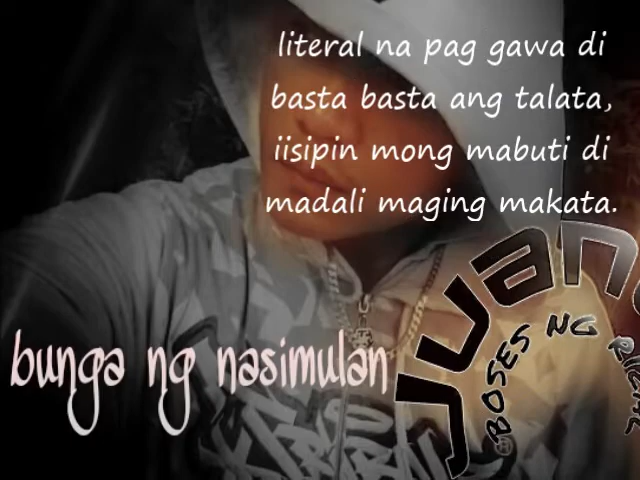 literal na pag gawa di
basta basta ang talata,
iisipin mong mabuti di
madali maging makata.
bunga ng nasimulan
BOSES NG